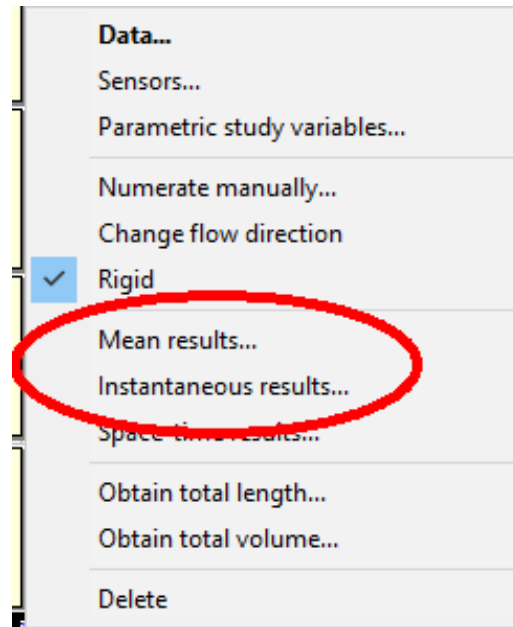 Data...
Sensors...
Parametric study variables...
Numerate manually...
Change flow direction
Rigid
Mean results...
Instantaneous results...
Space-time results...
Obtain total length...
Obtain total volume...
Delete